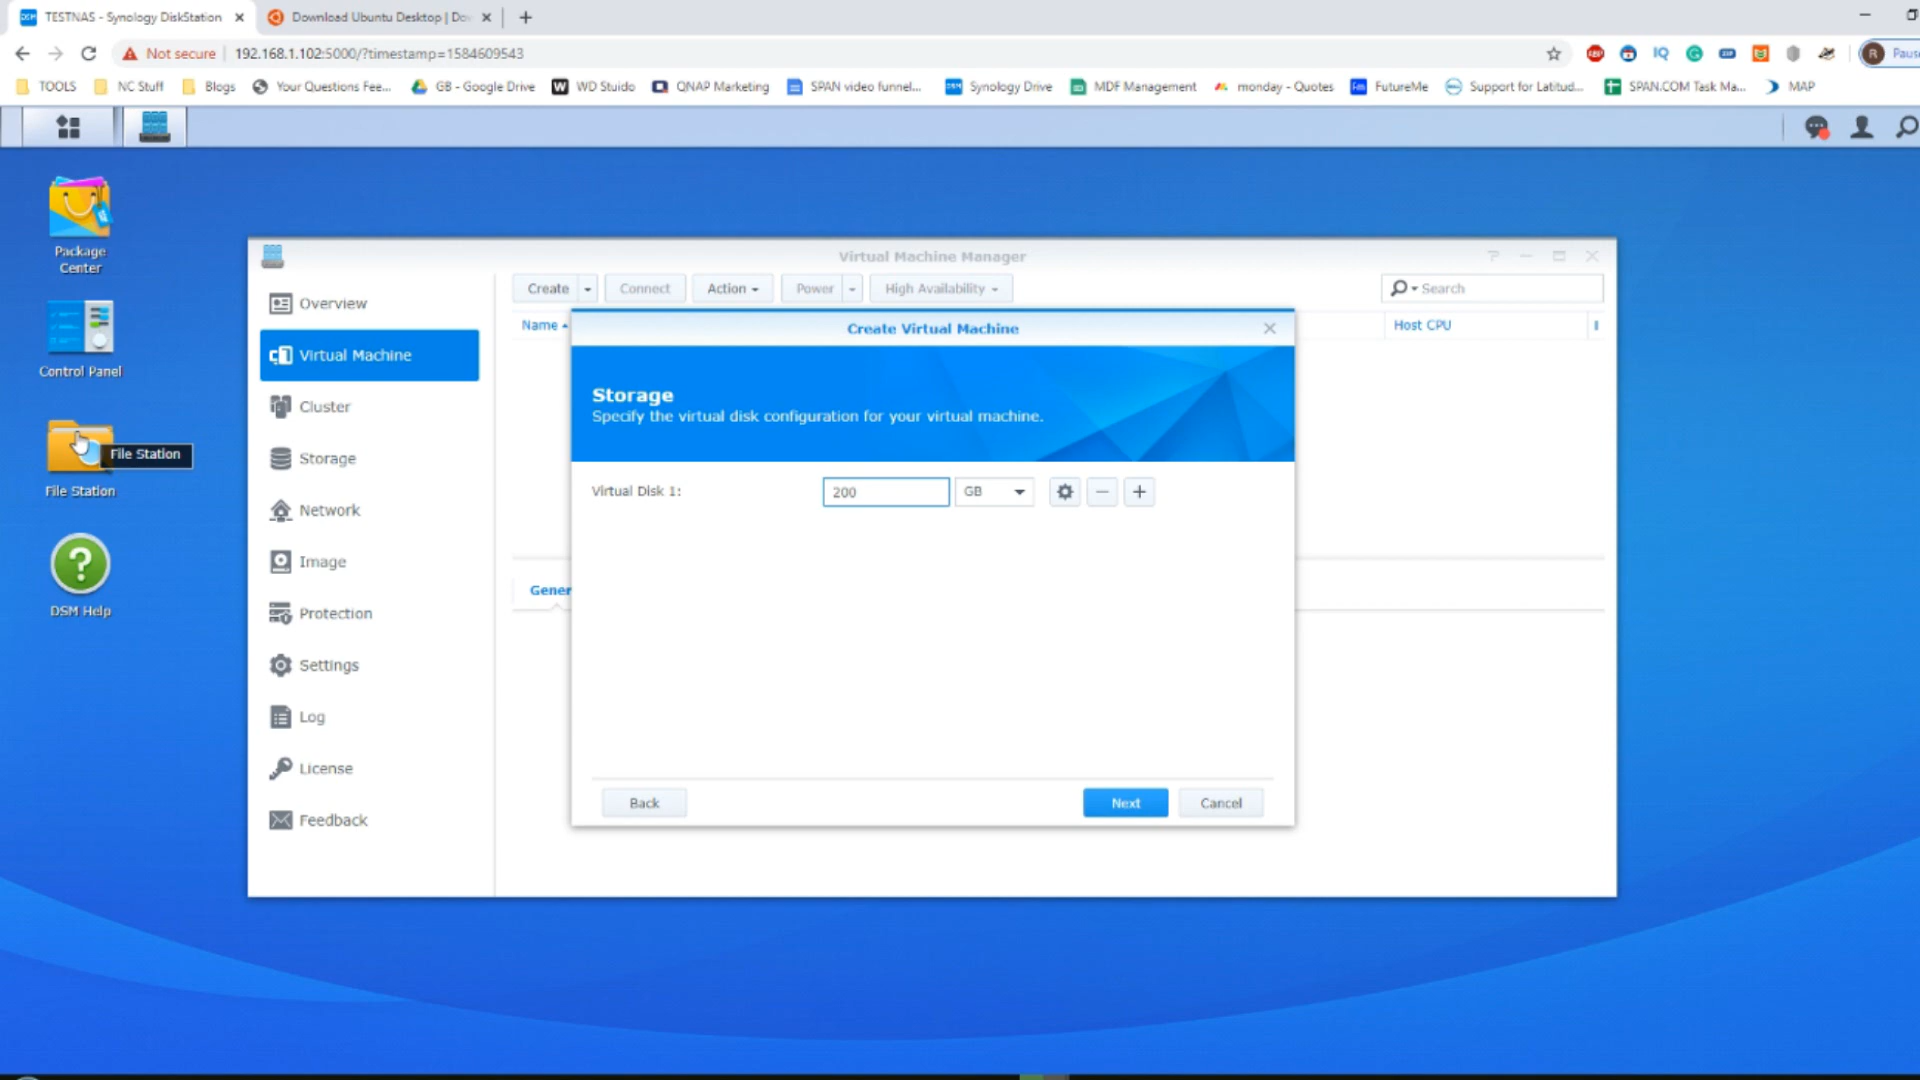 TESTNAS - Synology DiskStation
Download Ubuntu Desktop | Do
Not secure
192.168.1.102:5000/?timestamp=1584609543
IQ
R
Pause
TOOLS
NC Stuff
Blogs
Your Questions Fee...
GB - Google Drive
WD Stuido
QNAP Marketing
SPAN video funnel...
Synology Drive
MDF Management
monday - Quotes
FutureMe
Support for Latitud...
SPAN.COM Task Ma...
MAP
Package
Center
Control Panel
File Station
File Station
DSM Help
Virtual Machine Manager
Overview
Virtual Machine
Cluster
Storage
Network
Image
Protection
Settings
Log
License
Feedback
Create
Connect
Action
Power
High Availability
Search
Name
Host CPU
Gener
Create Virtual Machine
Storage
Specify the virtual disk configuration for your virtual machine.
Virtual Disk 1:
200
GB
Back
Next
Cancel